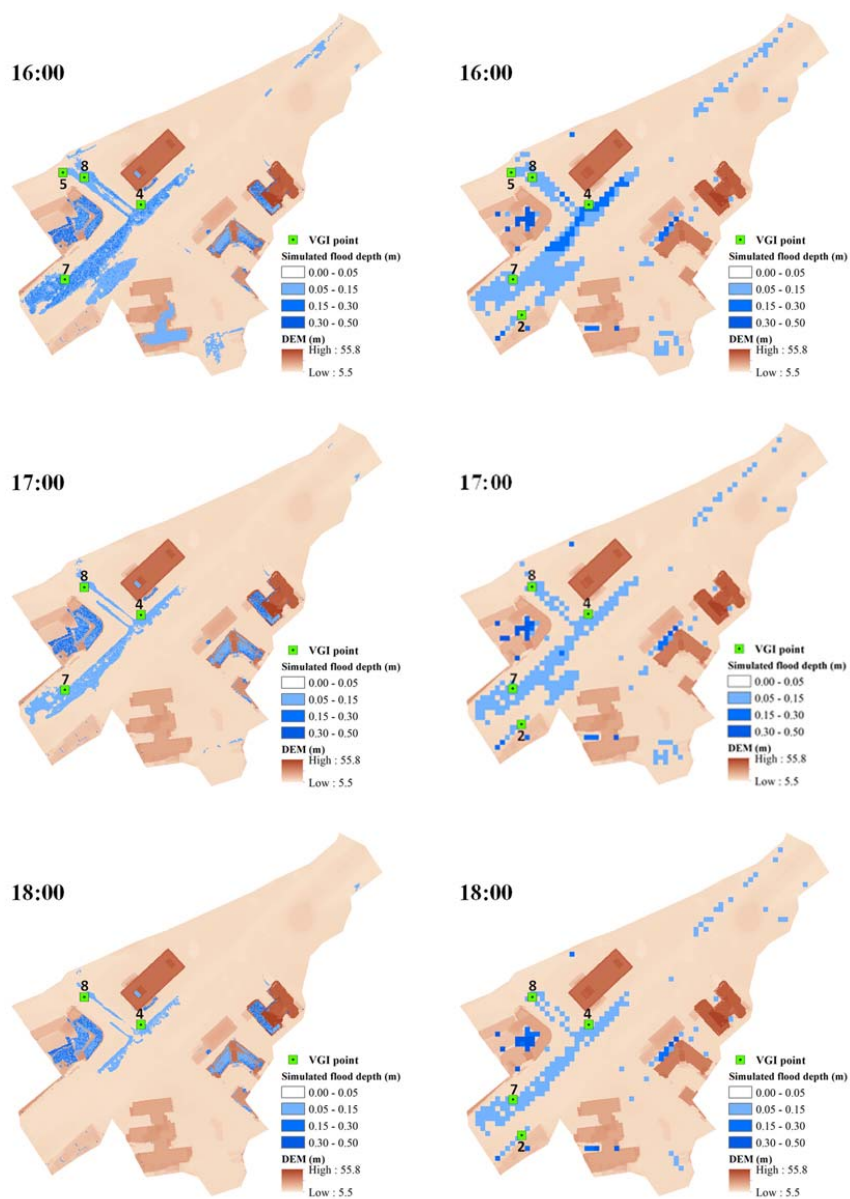 16:00
5
8
4
7
VGI point
Simulated flood depth (m)
0.00 - 0.05
0.05 - 0.15
0.15 - 0.30
0.30 - 0.50
DEM (m)
High : 55.8
Low : 5.5
16:00
5
8
4
7
2
VGI point
Simulated flood depth (m)
0.00 - 0.05
0.05 - 0.15
0.15 - 0.30
0.30 - 0.50
DEM (m)
High : 55.8
Low : 5.5
17:00
8
4
7
VGI point
Simulated flood depth (m)
0.00 - 0.05
0.05 - 0.15
0.15 - 0.30
0.30 - 0.50
DEM (m)
High : 55.8
Low : 5.5
17:00
8
4
7
2
VGI point
Simulated flood depth (m)
0.00 - 0.05
0.05 - 0.15
0.15 - 0.30
0.30 - 0.50
DEM (m)
High : 55.8
Low : 5.5
18:00
8
4
VGI point
Simulated flood depth (m)
0.00 - 0.05
0.05 - 0.15
0.15 - 0.30
0.30 - 0.50
DEM (m)
High : 55.8
Low : 5.5
18:00
8
4
7
2
VGI point
Simulated flood depth (m)
0.00 - 0.05
0.05 - 0.15
0.15 - 0.30
0.30 - 0.50
DEM (m)
High : 55.8
Low : 5.5